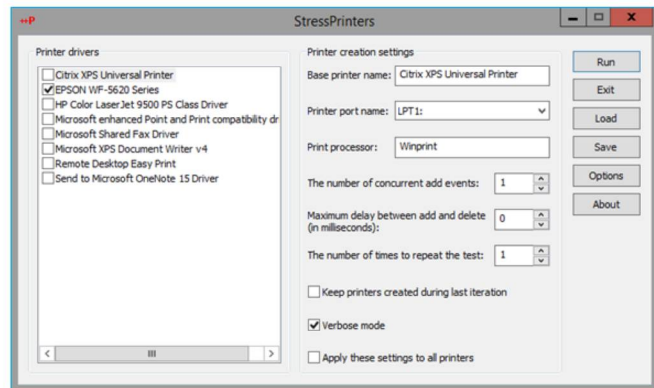 StressPrinters
Printer drivers
Citrix XPS Universal Printer
EPSON WF-5620 Series
HP Color LaserJet 9500 PS Class Driver
Microsoft enhanced Point and Print compatibility dr
Microsoft Shared Fax Driver
Microsoft XPS Document Writer v4
Remote Desktop Easy Print
Send to Microsoft OneNote 15 Driver
Printer creation settings
Base printer name: Citrix XPS Universal Printer
Printer port name: LPT1:
Print processor: Winprint
The number of concurrent add events: 1
Maximum delay between add and delete
(in milliseconds): 0
The number of times to repeat the test: 1
Keep printers created during last iteration
Verbose mode
Apply these settings to all printers
Run
Exit
Load
Save
Options
About